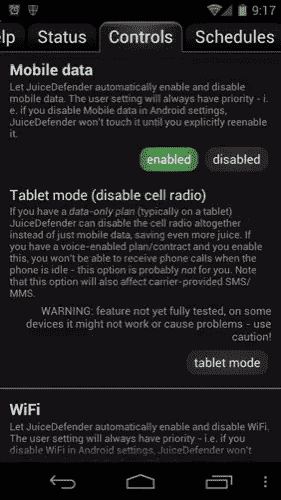 9:17
lp Status Controls Schedules
Mobile data
Let JuiceDefender automatically enable and disable
mobile data. The user setting will always have priority - i.
e. if you disable Mobile data in Android settings,
JuiceDefender won't touch it until you explicitly reenable
it.
enabled disabled
Tablet mode (disable cell radio)
If you have a data-only plan (typically on a tablet)
JuiceDefender can disable the cell radio altogether
instead of just mobile data, saving even more juice. If
you have a voice-enabled plan/contract and you enable
this, you won't be able to receive phone calls when the
phone is idle - this option is probably not for you. Note
that this option will also affect carrier-provided SMS/
MMS.
WARNING: feature not yet fully tested, on some
devices it might not work or cause problems - use
caution!
tablet mode
WiFi
Let JuiceDefender automatically enable and disable WiFi.
The user setting will always have priority - i.e. if you
disable WiFi in Android settings, JuiceDefender won't